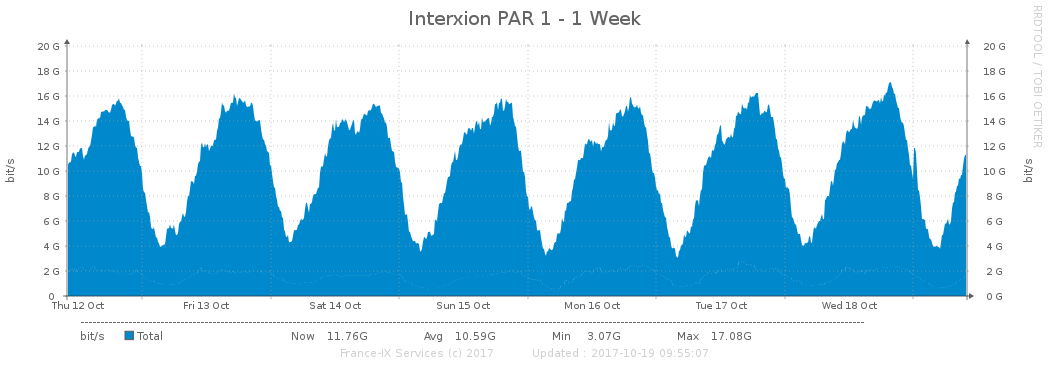 Interxion PAR 1 - 1 Week
RRDTOOL / TOBI OETIKER
20 G 20 G
18 G 18 G
16 G 16 G
14 G 14 G
12 G 12 G
10 G 10 G
8 G 8 G
6 G 6 G
4 G 4 G
2 G 2 G
0 0 G
bit/s bit/s
Thu 12 Oct Fri 13 Oct Sat 14 Oct Sun 15 Oct Mon 16 Oct Tue 17 Oct Wed 18 Oct
bit/s Total Now 11.76G Avg 10.59G Min 3.07G Max 17.08G
France-IX Services (c) 2017 Updated : 2017-10-19 09:55:07